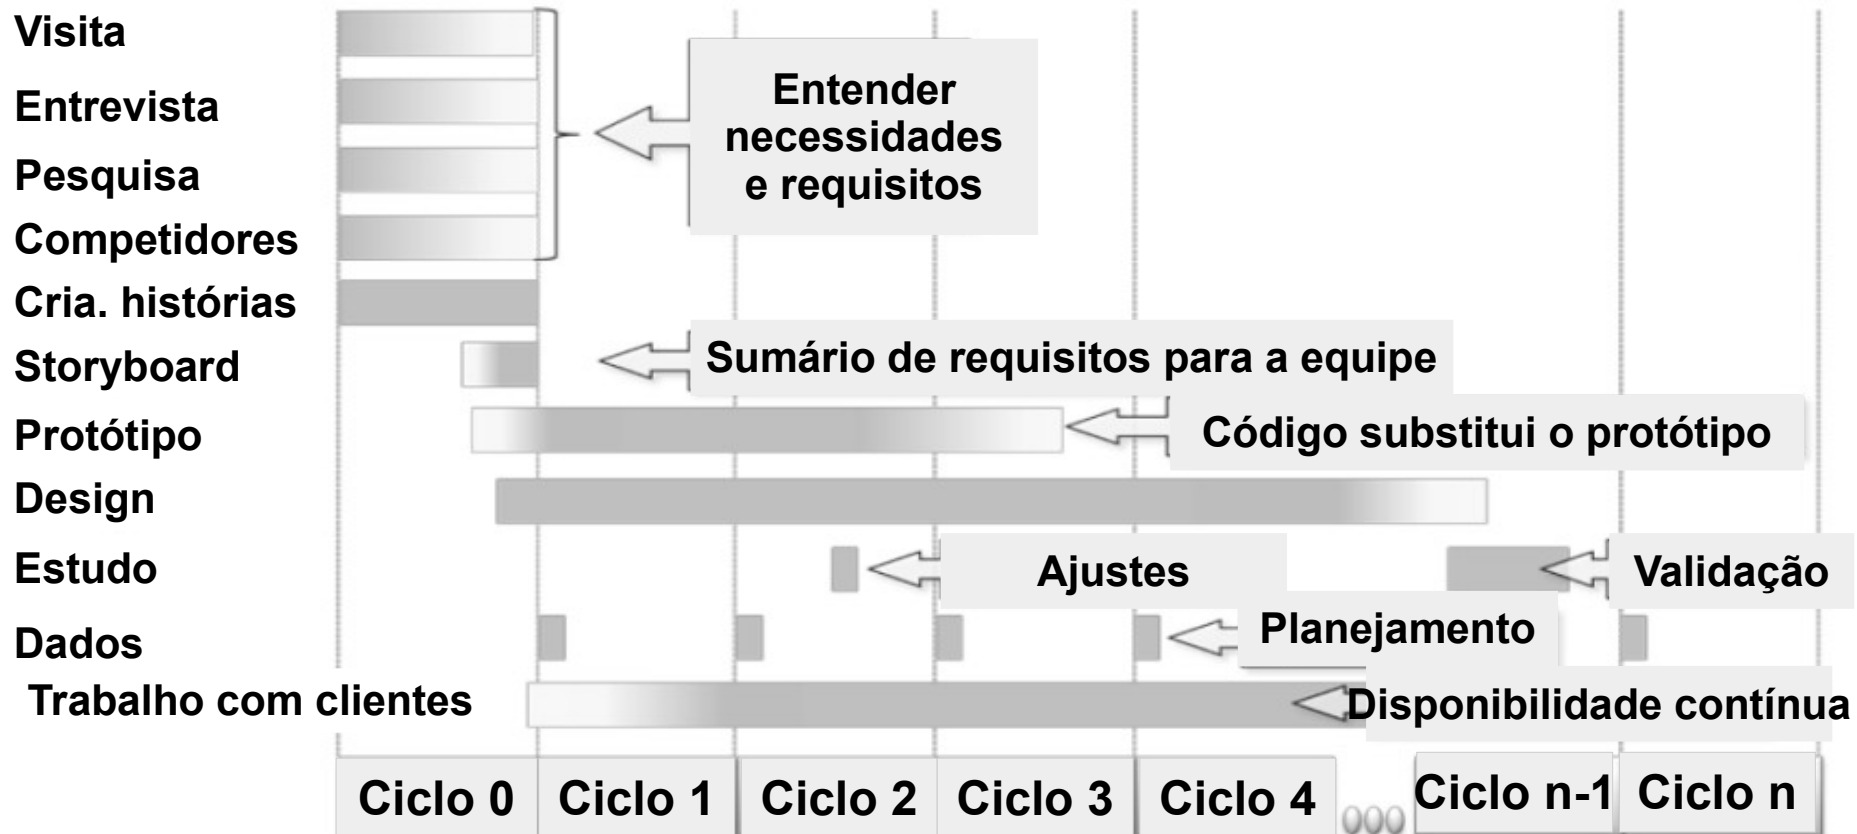 Visita
Entrevista
Pesquisa
Competidores
Cria. histórias
Storyboard
Protótipo
Design
Estudo
Dados
Trabalho com clientes
Entender
necessidades
e requisitos
Sumário de requisitos para a equipe
Código substitui o protótipo
Ajustes
Validação
Planejamento
Disponibilidade contínua
Ciclo 0
Ciclo 1
Ciclo 2
Ciclo 3
Ciclo 4
Ciclo n-1
Ciclo n